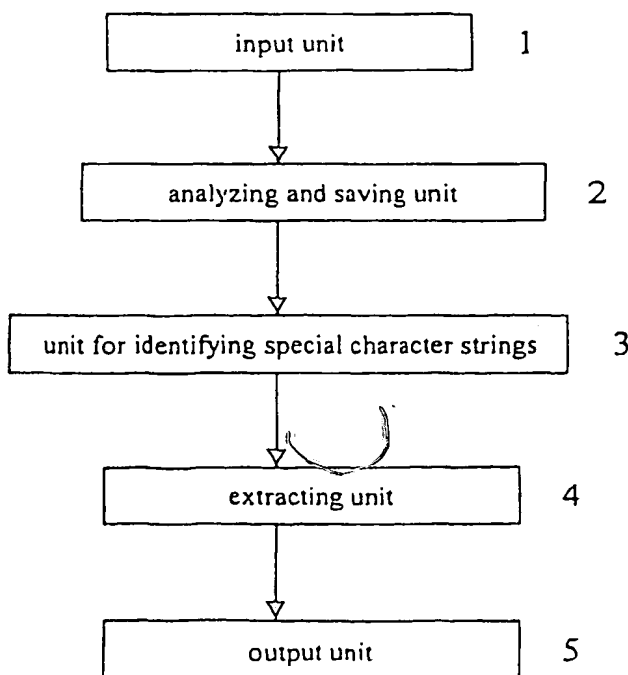 input unit 1
analyzing and saving unit 2
unit for identifying special character strings 3
extracting unit 4
output unit 5